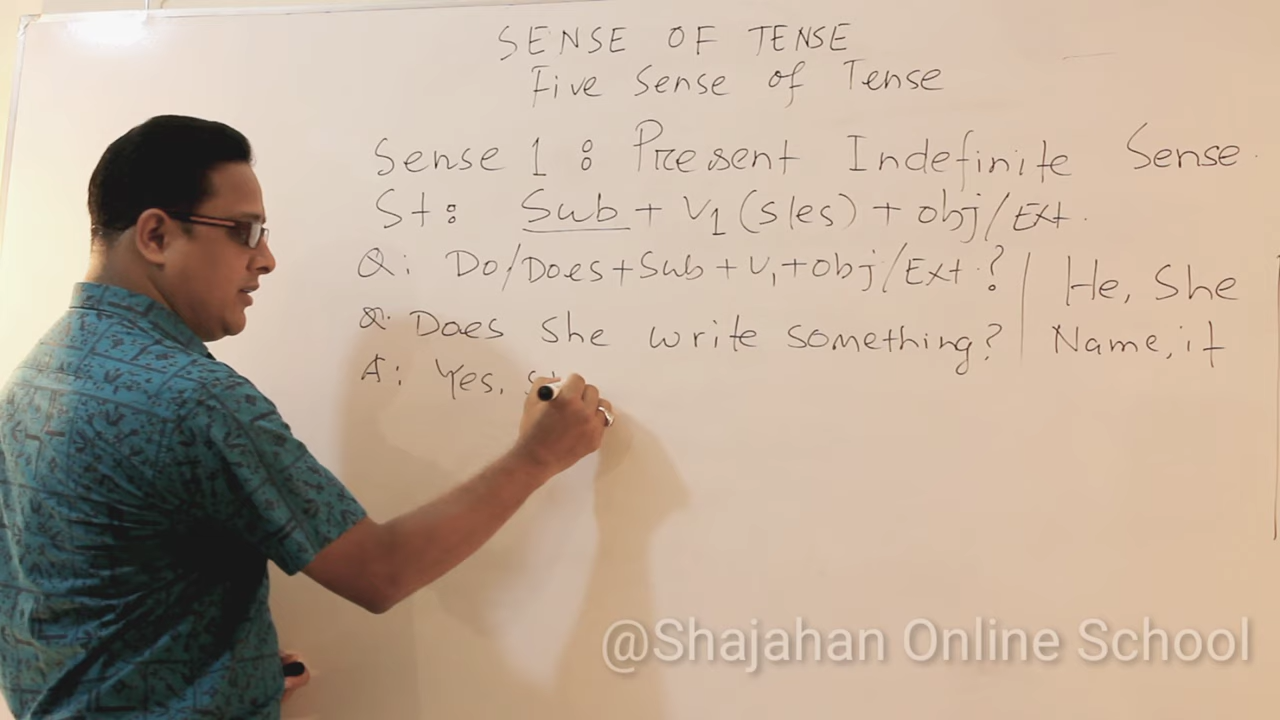 SENSE OF TENSE
Five Sense of Tense
Sense 1 : Present Indefinite Sense.
St: Sub + V1 (s/es) + obj/Ext.
Q: Do/Does + Sub + V1 + obj/Ext.?
He, She
Q. Does she write something?
Name, it
A: Yes,
@Shajahan Online School